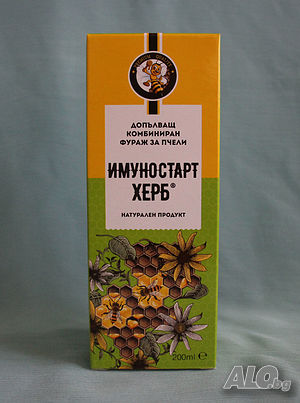 ДОПЪЛВАЩ
КОМБИНИРАН
ФУРАЖ ЗА ПЧЕЛИ
ИМУНОСТАРТ
ХЕРБ®
НАТУРАЛЕН ПРОДУКТ
200ml ℮
ALO.bg